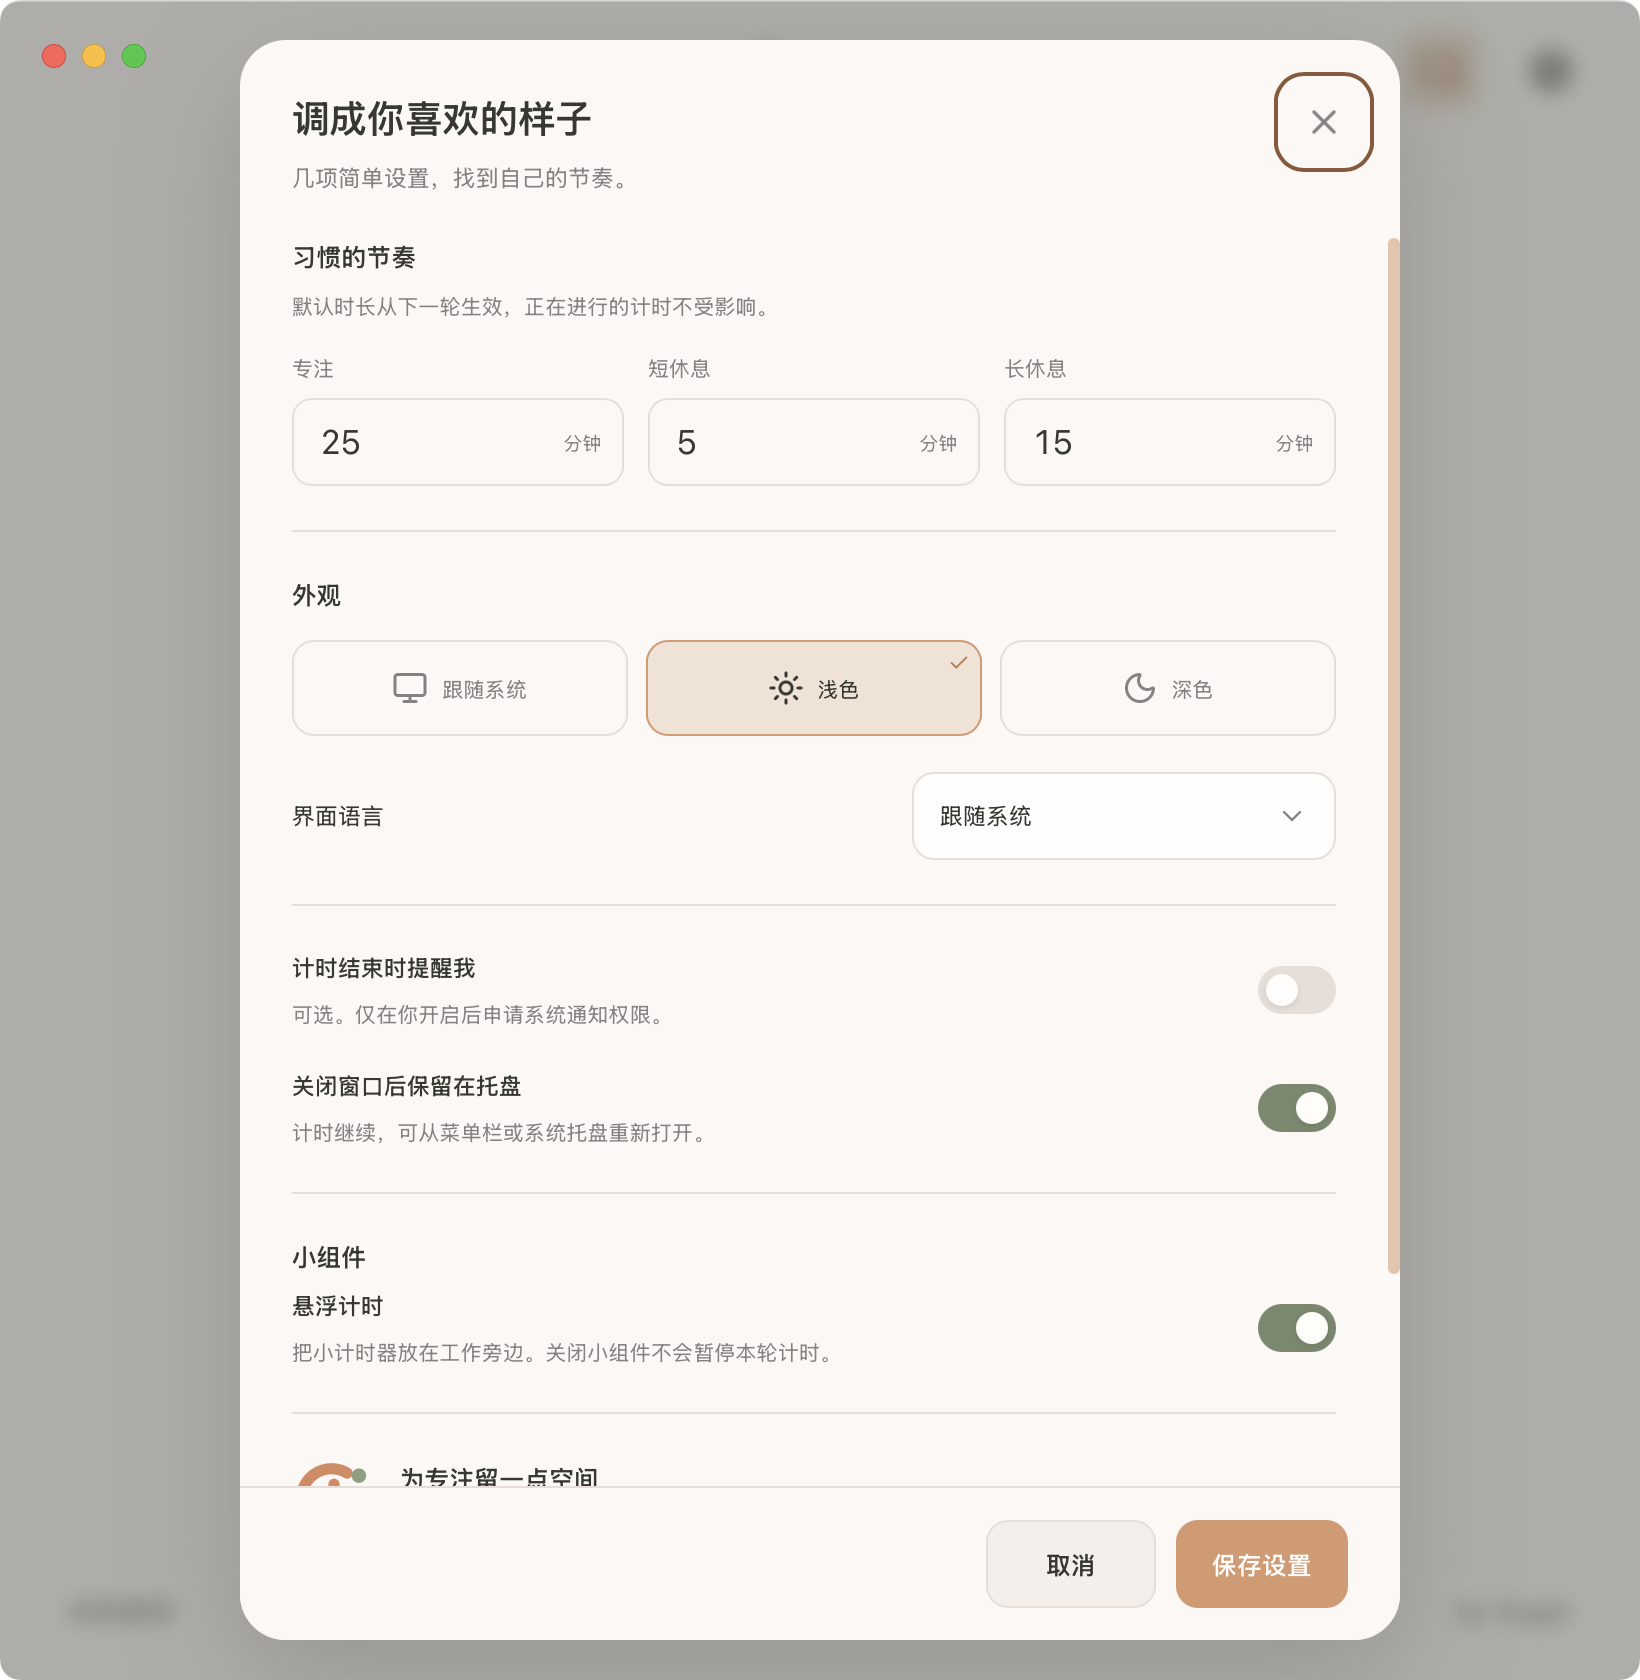 调成你喜欢的样子
几项简单设置，找到自己的节奏。
习惯的节奏
默认时长从下一轮生效，正在进行的计时不受影响。
专注
短休息
长休息
25 分钟
5 分钟
15 分钟
外观
跟随系统
浅色
深色
界面语言
跟随系统
计时结束时提醒我
可选。仅在你开启后申请系统通知权限。
关闭窗口后保留在托盘
计时继续，可从菜单栏或系统托盘重新打开。
小组件
悬浮计时
把小计时器放在工作旁边。关闭小组件不会暂停本轮计时。
为专注留一点空间
取消
保存设置